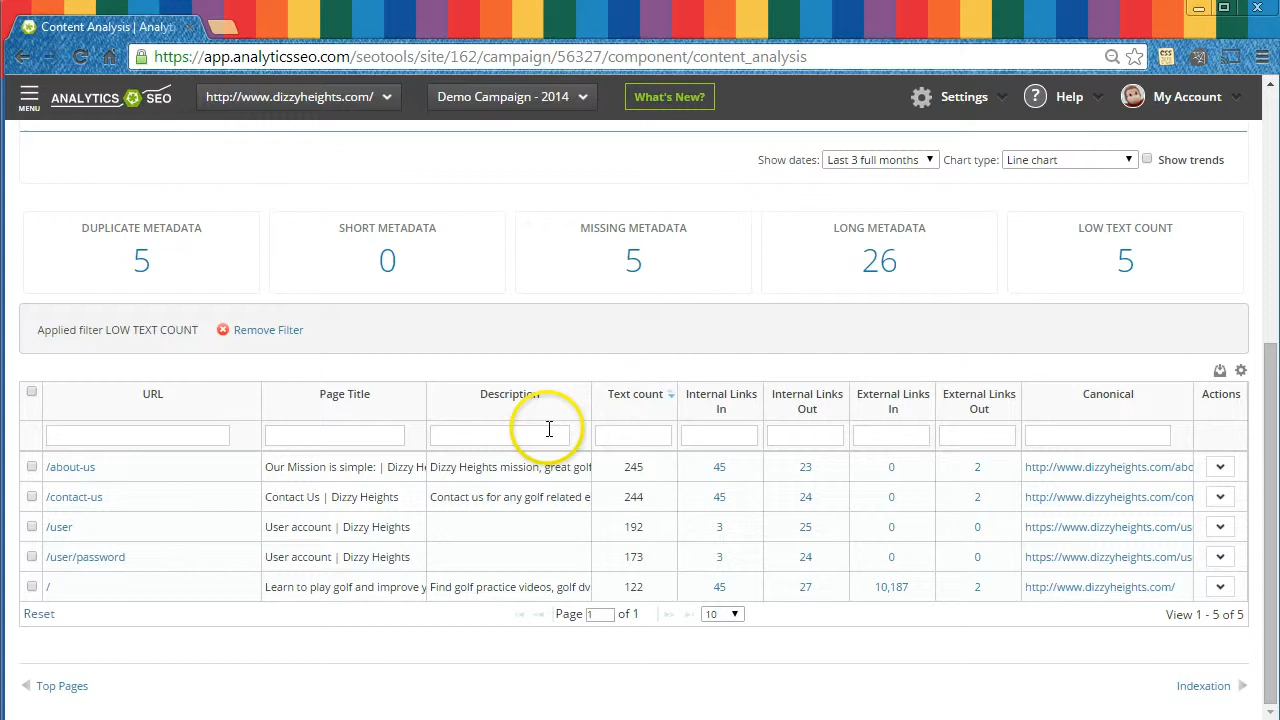 Content Analysis | Analyti
https://app.analyticsseo.com/seotools/site/162/campaign/56327/component/content_analysis
MENU ANALYTICS SEO http://www.dizzyheights.com/ Demo Campaign - 2014 What's New? Settings ? Help My Account
Show dates: Last 3 full months Chart type: Line chart Show trends
DUPLICATE METADATA SHORT METADATA MISSING METADATA LONG METADATA LOW TEXT COUNT
5 0 5 26 5
Applied filter LOW TEXT COUNT Remove Filter
URL Page Title Description Text count Internal Links In Internal Links Out External Links In External Links Out Canonical Actions
/about-us Our Mission is simple: | Dizzy H Dizzy Heights mission, great golf 245 45 23 0 2 http://www.dizzyheights.com/abo
/contact-us Contact Us | Dizzy Heights Contact us for any golf related e 244 45 24 0 2 http://www.dizzyheights.com/con
/user User account | Dizzy Heights 192 3 25 0 0 https://www.dizzyheights.com/us
/user/password User account | Dizzy Heights 173 3 24 0 0 https://www.dizzyheights.com/us
/ Learn to play golf and improve y Find golf practice videos, golf dv 122 45 27 10,187 2 http://www.dizzyheights.com/
Reset Page 1 of 1 10 View 1 - 5 of 5
Top Pages Indexation